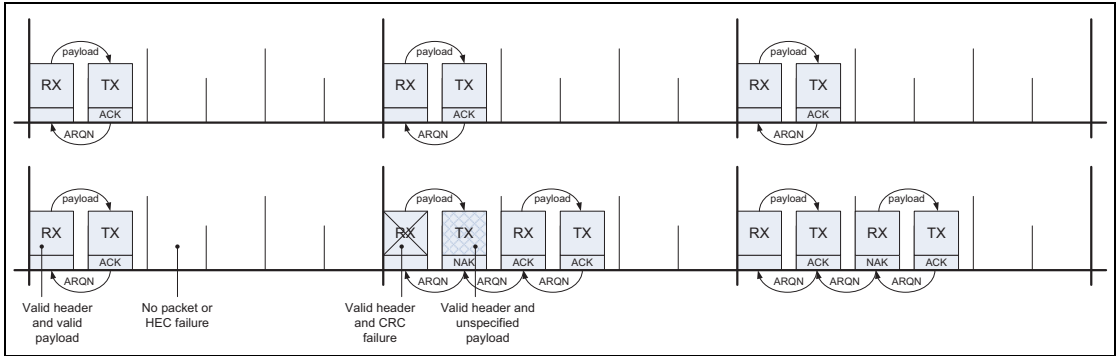 payload
payload
payload
RX TX
RX TX
RX TX
ACK
ACK
ACK
ARQN
ARQN
ARQN
payload
payload
payload
payload
payload
RX TX
RX TX RX TX
RX TX RX TX
ACK
NAK ACK ACK
ACK NAK ACK
ARQN
ARQN ARQN ARQN
ARQN ARQN ARQN
Valid header
and valid
payload
No packet or
HEC failure
Valid header
and CRC
failure
Valid header and
unspecified
payload